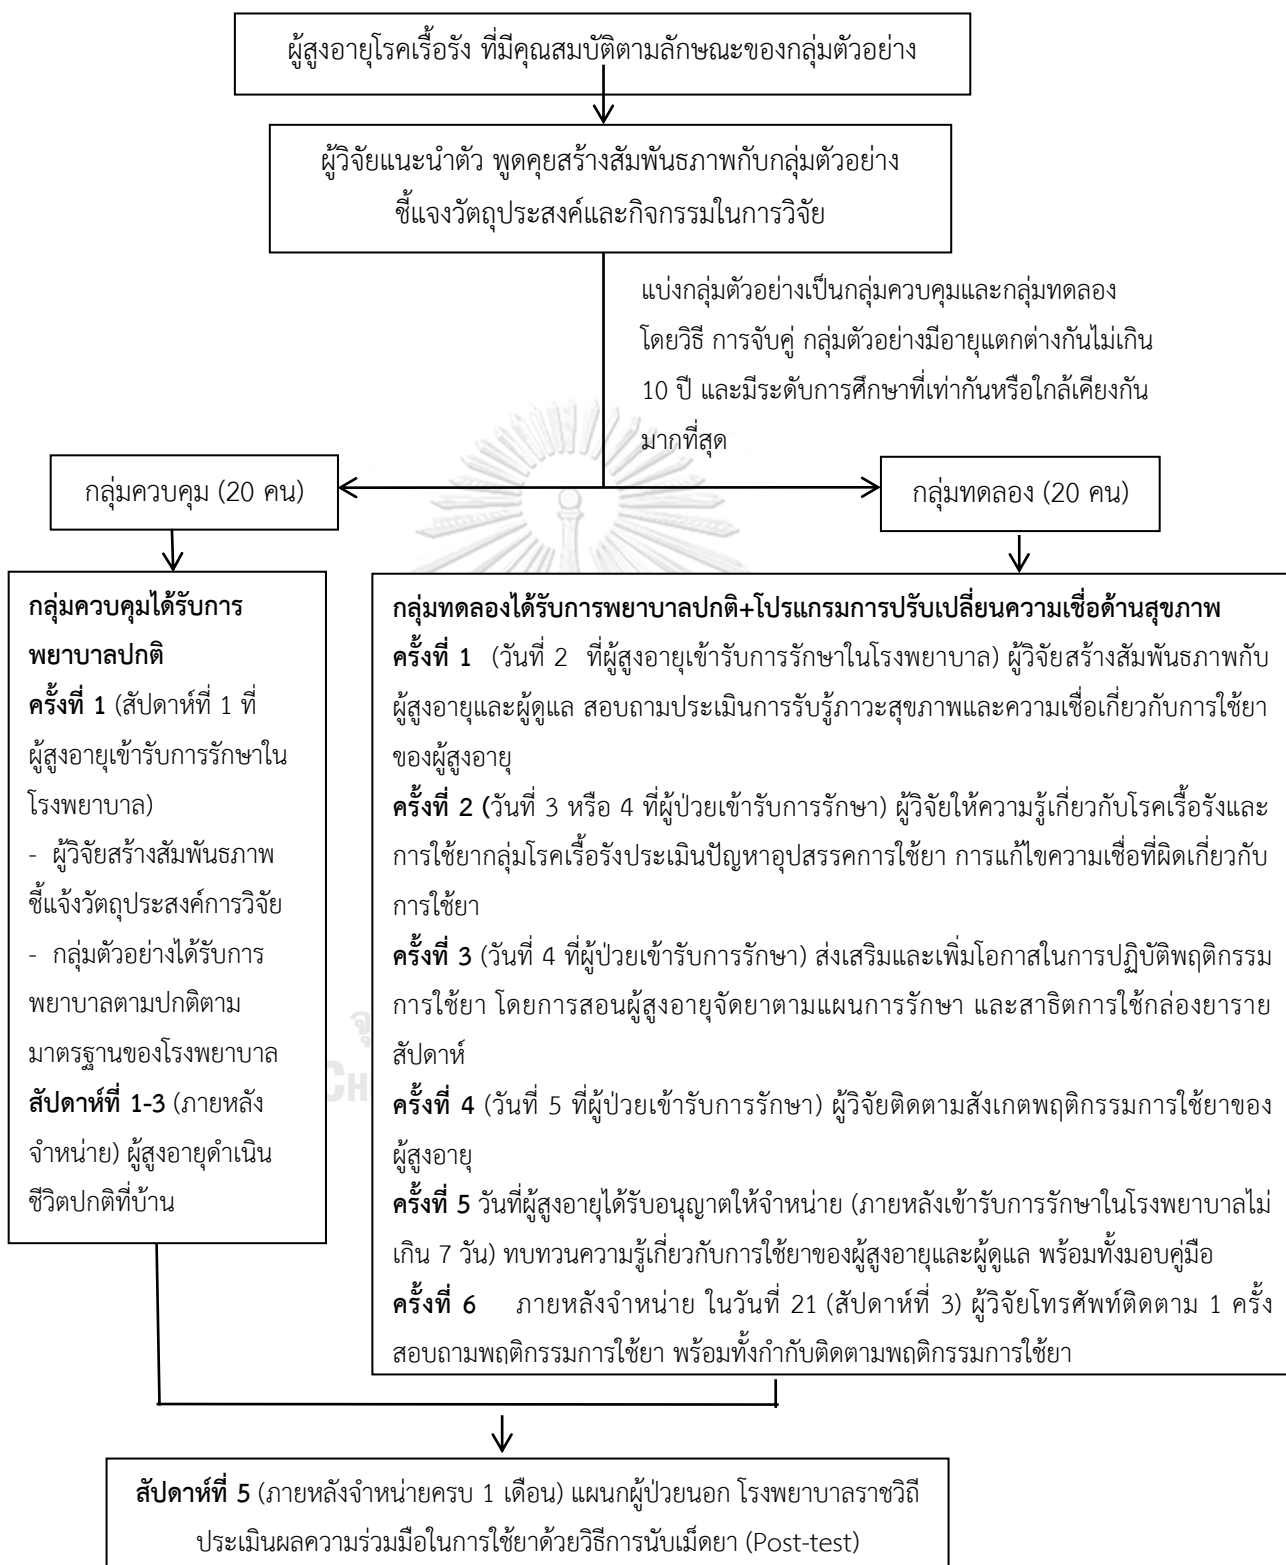 ผู้สูงอายุโรคเรื้อรัง ที่มีคุณสมบัติตามลักษณะของกลุ่มตัวอย่าง
ผู้วิจัยแนะนำตัว พูดคุยสร้างสัมพันธภาพกับกลุ่มตัวอย่าง
ชี้แจงวัตถุประสงค์และกิจกรรมในการวิจัย
แบ่งกลุ่มตัวอย่างเป็นกลุ่มควบคุมและกลุ่มทดลอง
โดยวิธี การจับคู่ กลุ่มตัวอย่างมีอายุแตกต่างกันไม่เกิน
10 ปี และมีระดับการศึกษาที่เท่ากันหรือใกล้เคียงกัน
มากที่สุด
กลุ่มควบคุม (20 คน)
กลุ่มทดลอง (20 คน)
กลุ่มควบคุมได้รับการ
พยาบาลปกติ
ครั้งที่ 1 (สัปดาห์ที่ 1 ที่
ผู้สูงอายุเข้ารับการรักษาใน
โรงพยาบาล)
- ผู้วิจัยสร้างสัมพันธภาพ
ชี้แจ้งวัตถุประสงค์การวิจัย
- กลุ่มตัวอย่างได้รับการ
พยาบาลตามปกติตาม
มาตรฐานของโรงพยาบาล
สัปดาห์ที่ 1-3 (ภายหลัง
จำหน่าย) ผู้สูงอายุดำเนิน
ชีวิตปกติที่บ้าน
กลุ่มทดลองได้รับการพยาบาลปกติ+โปรแกรมการปรับเปลี่ยนความเชื่อด้านสุขภาพ
ครั้งที่ 1 (วันที่ 2 ที่ผู้สูงอายุเข้ารับการรักษาในโรงพยาบาล) ผู้วิจัยสร้างสัมพันธภาพกับ
ผู้สูงอายุและผู้ดูแล สอบถามประเมินการรับรู้ภาวะสุขภาพและความเชื่อเกี่ยวกับการใช้ยา
ของผู้สูงอายุ
ครั้งที่ 2 (วันที่ 3 หรือ 4 ที่ผู้ป่วยเข้ารับการรักษา) ผู้วิจัยให้ความรู้เกี่ยวกับโรคเรื้อรังและ
การใช้ยากลุ่มโรคเรื้อรังประเมินปัญหาอุปสรรคการใช้ยา การแก้ไขความเชื่อที่ผิดเกี่ยวกับ
การใช้ยา
ครั้งที่ 3 (วันที่ 4 ที่ผู้ป่วยเข้ารับการรักษา) ส่งเสริมและเพิ่มโอกาสในการปฏิบัติพฤติกรรม
การใช้ยา โดยการสอนผู้สูงอายุจัดยาตามแผนการรักษา และสาธิตการใช้กล่องยาราย
สัปดาห์
ครั้งที่ 4 (วันที่ 5 ที่ผู้ป่วยเข้ารับการรักษา) ผู้วิจัยติดตามสังเกตพฤติกรรมการใช้ยาของ
ผู้สูงอายุ
ครั้งที่ 5 วันที่ผู้สูงอายุได้รับอนุญาตให้จำหน่าย (ภายหลังเข้ารับการรักษาในโรงพยาบาลไม่
เกิน 7 วัน) ทบทวนความรู้เกี่ยวกับการใช้ยาของผู้สูงอายุและผู้ดูแล พร้อมทั้งมอบคู่มือ
ครั้งที่ 6 ภายหลังจำหน่าย ในวันที่ 21 (สัปดาห์ที่ 3) ผู้วิจัยโทรศัพท์ติดตาม 1 ครั้ง
สอบถามพฤติกรรมการใช้ยา พร้อมทั้งกำกับติดตามพฤติกรรมการใช้ยา
สัปดาห์ที่ 5 (ภายหลังจำหน่ายครบ 1 เดือน) แผนกผู้ป่วยนอก โรงพยาบาลราชวิถี
ประเมินผลความร่วมมือในการใช้ยาด้วยวิธีการนับเม็ดยา (Post-test)